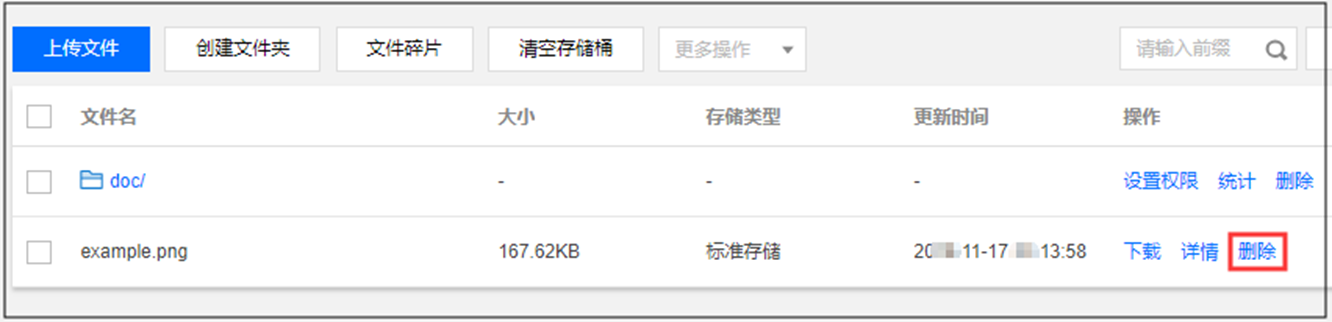 上传文件 创建文件夹 文件碎片 清空存储桶 更多操作 请输入前缀
文件名 大小 存储类型 更新时间 操作
doc/ - - - 设置权限 统计 删除
example.png 167.62KB 标准存储 20 11-17 13:58 下载 详情 删除